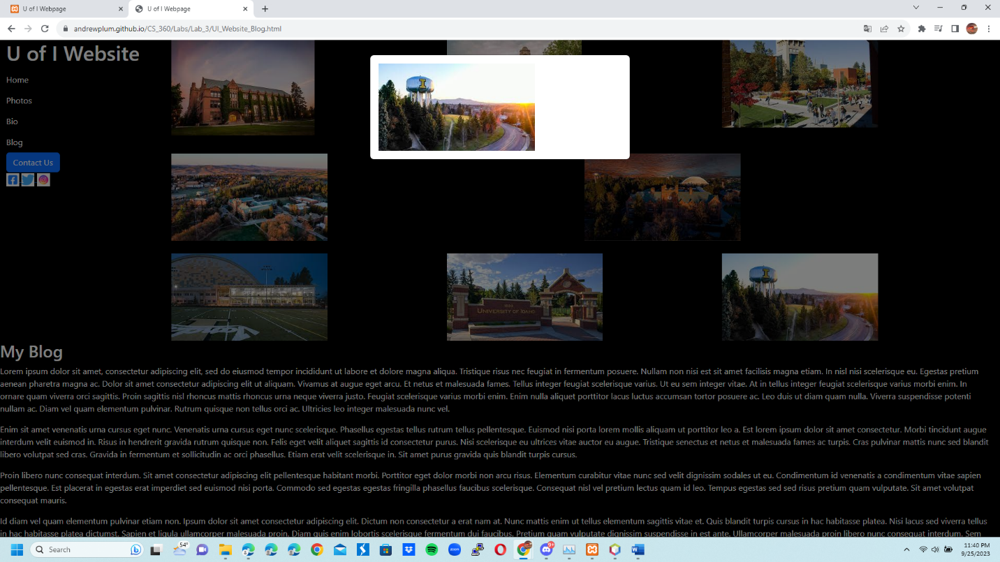 U of I Webpage
U of I Webpage
andrewplum.github.io/CS_360/Labs/Lab_3/UI_Website_Blog.html
U of I Website
Home
Photos
Bio
Blog
Contact Us
I
UNIVERSITY OF IDAHO
I
My Blog
Lorem ipsum dolor sit amet, consectetur adipiscing elit, sed do eiusmod tempor incididunt ut labore et dolore magna aliqua. Tristique risus nec feugiat in fermentum posuere. Nullam non nisi est sit amet facilisis magna etiam. In nisl nisi scelerisque eu. Egestas pretium
aenean pharetra magna ac. Dolor sit amet consectetur adipiscing elit ut aliquam. Vivamus at augue eget arcu. Et netus et malesuada fames. Tellus integer feugiat scelerisque varius. Ut eu sem integer vitae. At in tellus integer feugiat scelerisque varius morbi enim. In
ornare quam viverra orci sagittis. Proin sagittis nisl rhoncus mattis rhoncus urna neque viverra justo. Feugiat scelerisque varius morbi enim. Enim nulla aliquet porttitor lacus luctus accumsan tortor posuere ac. Leo duis ut diam quam nulla. Viverra suspendisse potenti
nullam ac. Diam vel quam elementum pulvinar. Rutrum quisque non tellus orci ac. Ultricies leo integer malesuada nunc vel.
Enim sit amet venenatis urna cursus eget nunc. Venenatis urna cursus eget nunc scelerisque. Phasellus egestas tellus rutrum tellus pellentesque. Euismod nisi porta lorem mollis aliquam ut porttitor leo a. Est lorem ipsum dolor sit amet consectetur. Morbi tincidunt augue
interdum velit euismod in. Risus in hendrerit gravida rutrum quisque non. Felis eget velit aliquet sagittis id consectetur purus. Nisi scelerisque eu ultrices vitae auctor eu augue. Tristique senectus et netus et malesuada fames ac turpis. Cras pulvinar mattis nunc sed blandit
libero volutpat sed cras. Gravida in fermentum et sollicitudin ac orci phasellus. Etiam erat velit scelerisque in. Sit amet purus gravida quis blandit turpis cursus.
Proin libero nunc consequat interdum. Sit amet consectetur adipiscing elit pellentesque habitant morbi. Porttitor eget dolor morbi non arcu risus. Elementum curabitur vitae nunc sed velit dignissim sodales ut eu. Condimentum id venenatis a condimentum vitae sapien
pellentesque. Est placerat in egestas erat imperdiet sed euismod nisi porta. Commodo sed egestas egestas fringilla phasellus faucibus scelerisque. Consequat nisl vel pretium lectus quam id leo. Tempus egestas sed sed risus pretium quam vulputate. Sit amet volutpat
consequat mauris.
Id diam vel quam elementum pulvinar etiam non. Ipsum dolor sit amet consectetur adipiscing elit. Dictum non consectetur a erat nam at. Nunc mattis enim ut tellus elementum sagittis vitae et. Quis blandit turpis cursus in hac habitasse platea. Nisi lacus sed viverra tellus
in hac habitasse platea dictumst. Sapien et ligula ullamcorper malesuada proin. Diam quis enim lobortis scelerisque fermentum dui faucibus. Pretium quam vulputate dignissim suspendisse in est ante. Ullamcorper malesuada proin libero nunc consequat interdum. Sem
Search
54°
zoom
9+
11:40 PM
9/25/2023